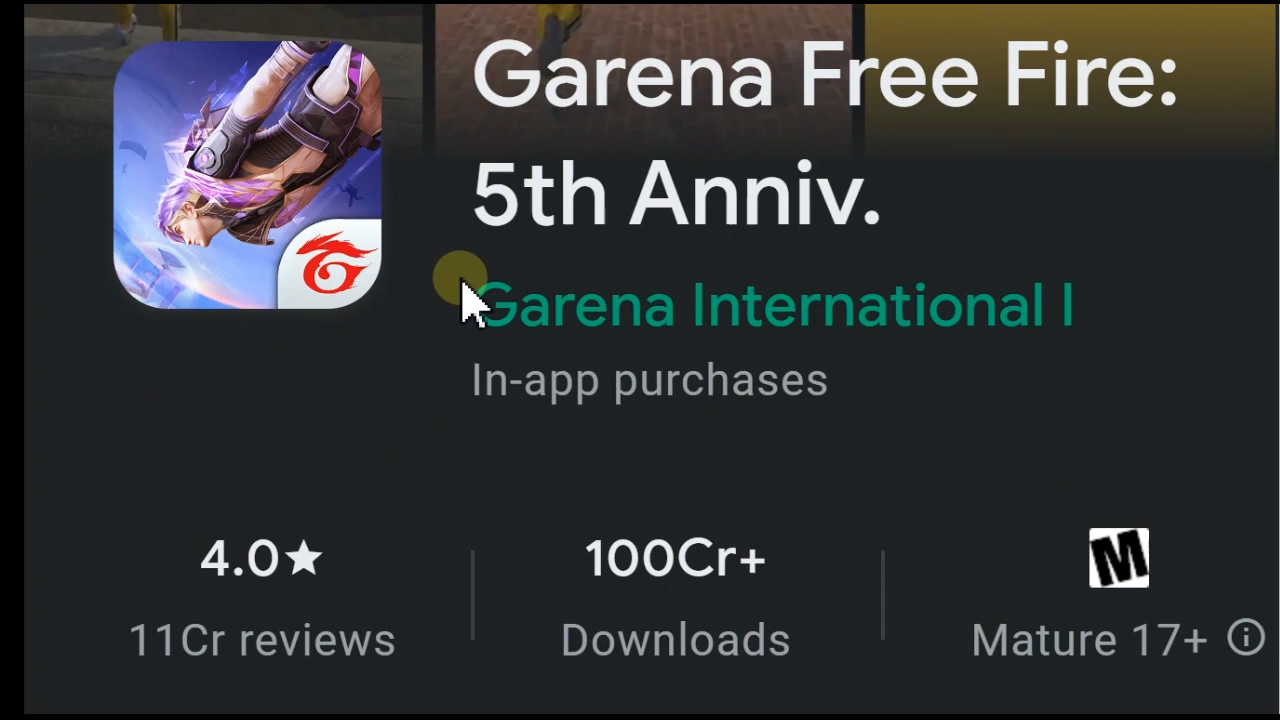 Garena Free Fire:
5th Anniv.
Garena International I
In-app purchases
4.0★
11Cr reviews
100Cr+
Downloads
M
Mature 17+